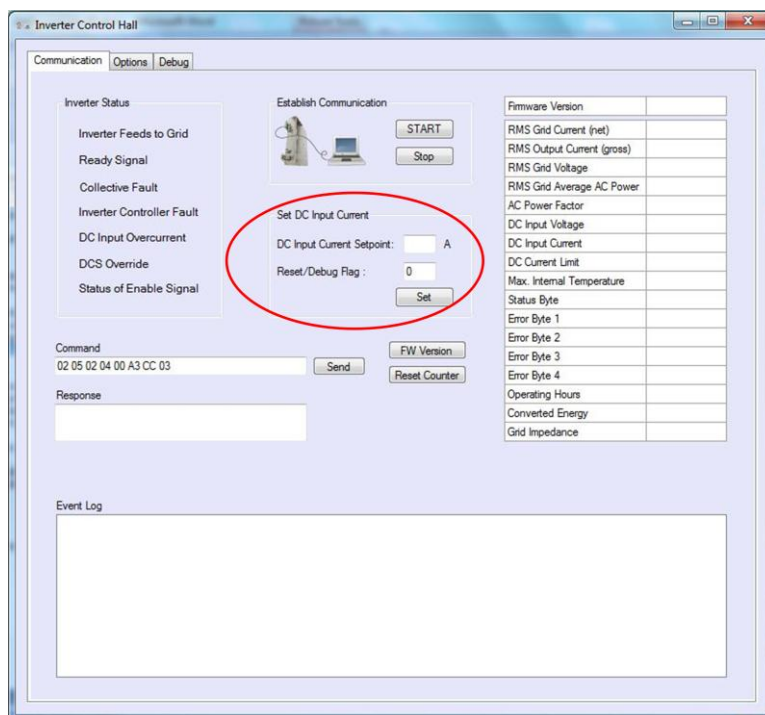 Inverter Control Hall
Communication
Options
Debug
Inverter Status
Inverter Feeds to Grid
Ready Signal
Collective Fault
Inverter Controller Fault
DC Input Overcurrent
DCS Override
Status of Enable Signal
Establish Communication
START
Stop
Set DC Input Current
DC Input Current Setpoint: A
Reset/Debug Flag : 0
Set
Command
02 05 02 04 00 A3 CC 03
Send
FW Version
Reset Counter
Response
Firmware Version
RMS Grid Current (net)
RMS Output Current (gross)
RMS Grid Voltage
RMS Grid Average AC Power
AC Power Factor
DC Input Voltage
DC Input Current
DC Current Limit
Max. Internal Temperature
Status Byte
Error Byte 1
Error Byte 2
Error Byte 3
Error Byte 4
Operating Hours
Converted Energy
Grid Impedance
Event Log